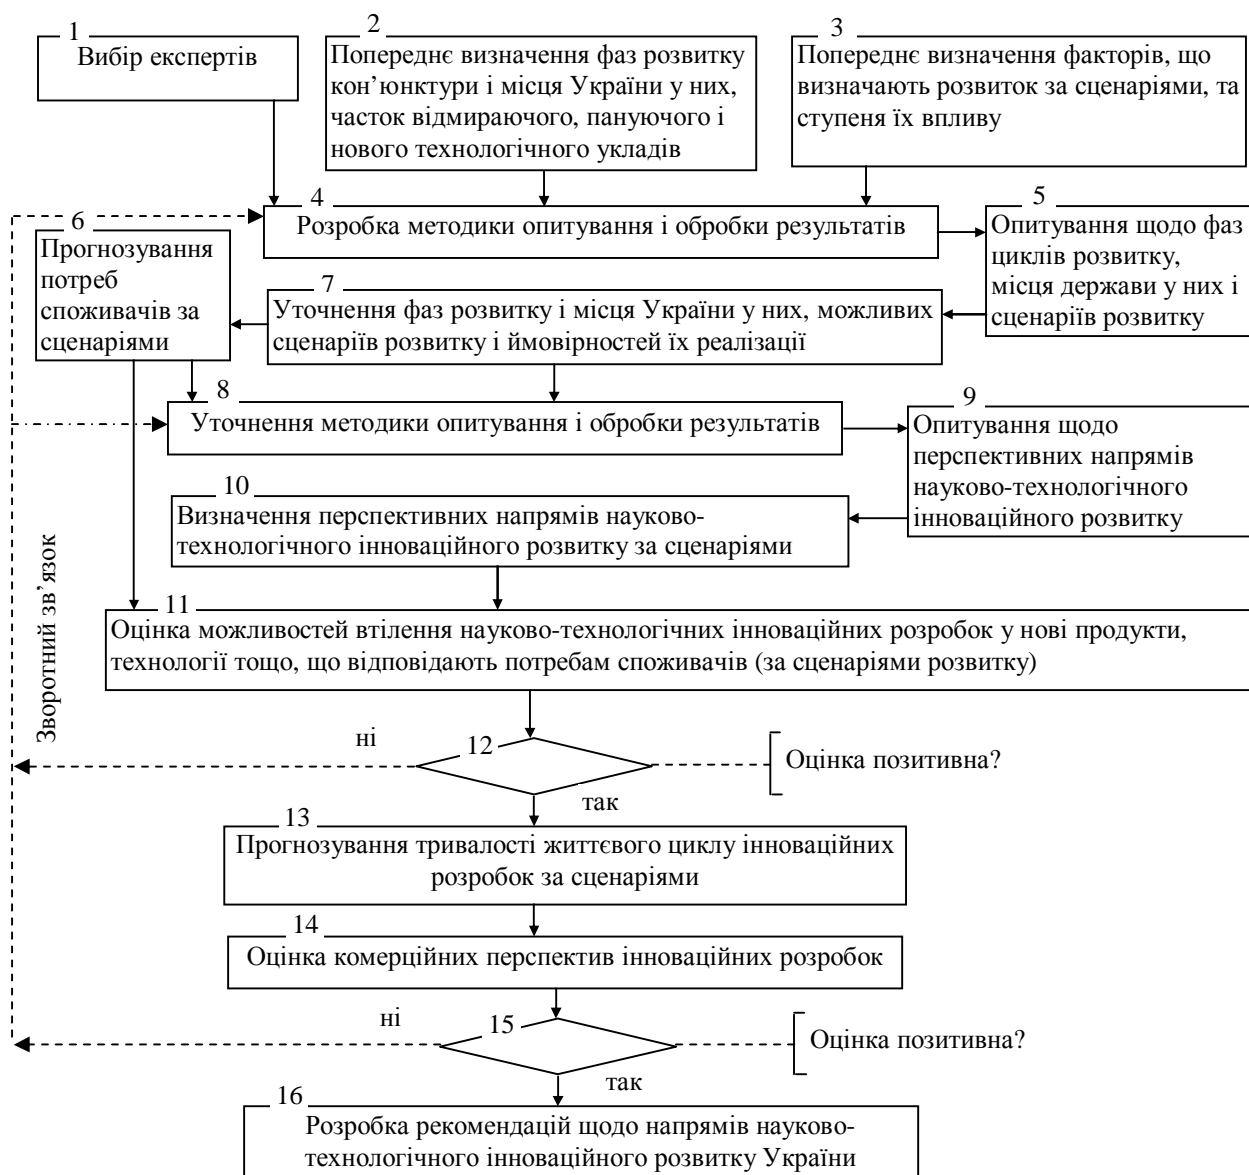 1
Вибір експертів
2
Попереднє визначення фаз розвитку
кон’юнктури і місця України у них,
часток відмираючого, пануючого і
нового технологічного укладів
3
Попереднє визначення факторів, що
визначають розвиток за сценаріями, та
ступеня їх впливу
4
Розробка методики опитування і обробки результатів
5
Опитування щодо фаз
циклів розвитку,
місця держави у них і
сценаріїв розвитку
6
Прогнозування
потреб
споживачів за
сценаріями
7
Уточнення фаз розвитку і місця України у них, можливих
сценаріїв розвитку і ймовірностей їх реалізації
8
Уточнення методики опитування і обробки результатів
9
Опитування щодо
перспективних напрямів
науково-технологічного
інноваційного розвитку
10
Визначення перспективних напрямів науково-
технологічного інноваційного розвитку за сценаріями
Зворотний зв’язок
11
Оцінка можливостей втілення науково-технологічних інноваційних розробок у нові продукти,
технології тощо, що відповідають потребам споживачів (за сценаріями розвитку)
ні
12
Оцінка позитивна?
так
13
Прогнозування тривалості життєвого циклу інноваційних
розробок за сценаріями
14
Оцінка комерційних перспектив інноваційних розробок
ні
15
Оцінка позитивна?
так
16
Розробка рекомендацій щодо напрямів науково-
технологічного інноваційного розвитку України